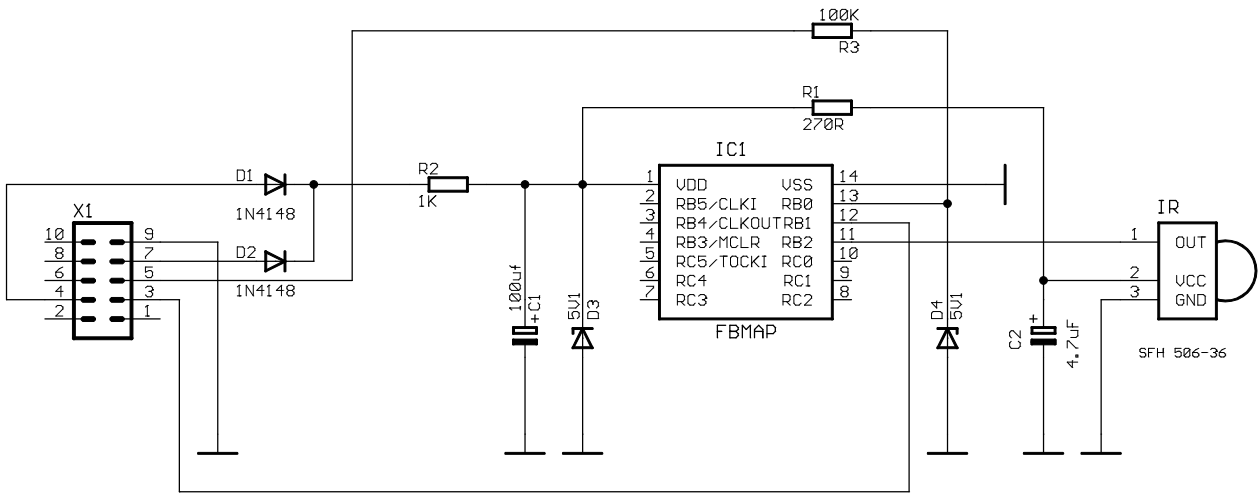 100K
R3
R1
270R
IC1
D1
1N4148
R2
1K
1 VDD VSS 14
2 RB5/CLKI RB0 13
3 RB4/CLKOUT RB1 12
4 RB3/MCLR RB2 11
5 RC5/TOCKI RC0 10
6 RC4 RC1 9
7 RC3 RC2 8
FBMAP
X1
10 9
8 7
6 5
4 3
2 1
D2
1N4148
100uf
+
C1
5V1
D3
D4
5V1
C2
+
4.7uF
IR
1 OUT
2 VCC
3 GND
SFH 506-36